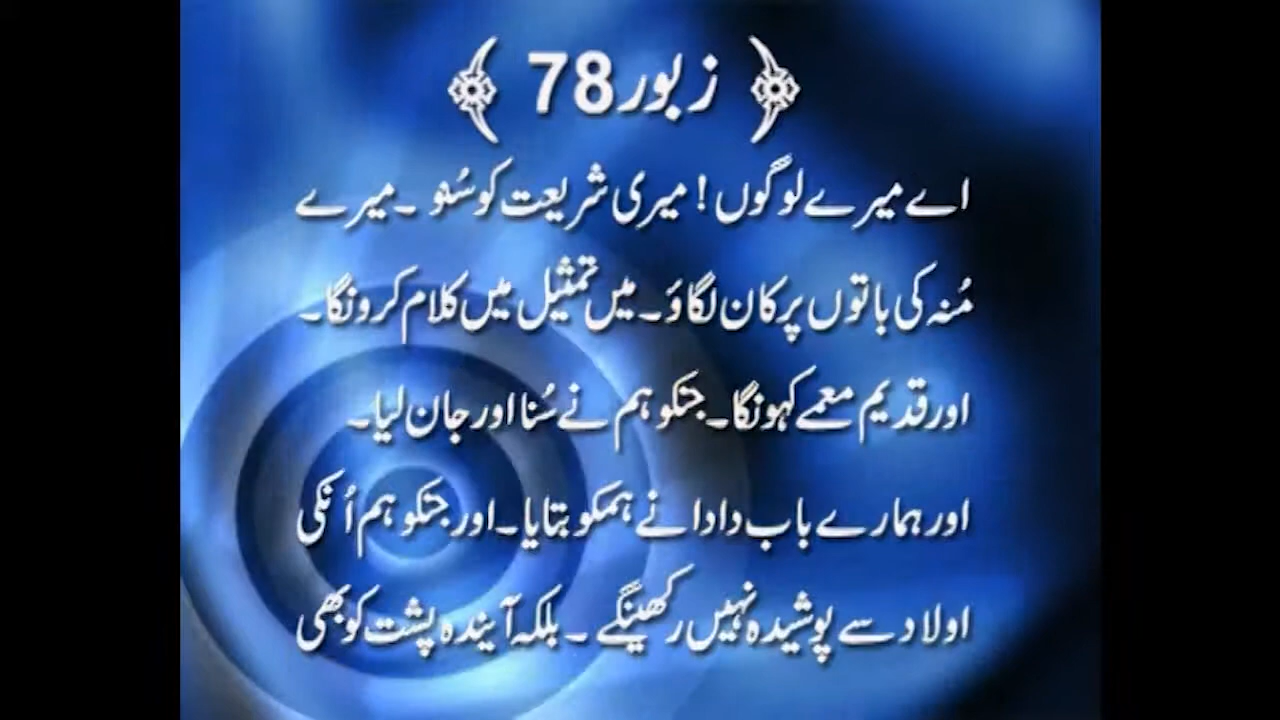 زبور 78
اے میرے لوگوں! میری شریعت کو سُنو ۔ میرے
مُنہ کی باتوں پر کان لگاؤ ۔ میں تمثیل میں کلام کرونگا ۔
اور قدیم معمے کہونگا ۔ جنکو ہم نے سُنا اور جان لیا ۔
اور ہمارے باپ دادا نے ہمکو بتایا ۔ اور جنکو ہم اُنکی
اولاد سے پوشیدہ نہیں رکھینگے ۔ بلکہ آیندہ پشت کو بھی